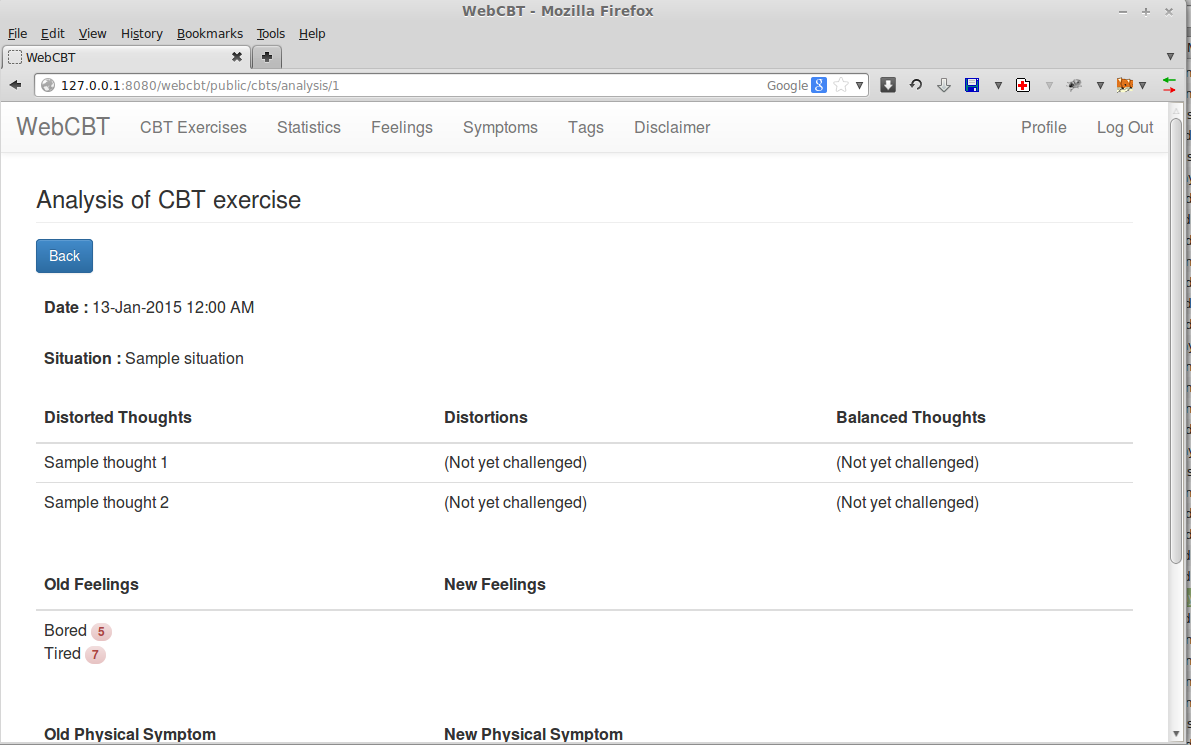 WebCBT - Mozilla Firefox
File Edit View History Bookmarks Tools Help
WebCBT
127.0.0.1:8080/webcbt/public/cbts/analysis/1 Google 8
WebCBT CBT Exercises Statistics Feelings Symptoms Tags Disclaimer Profile Log Out
Analysis of CBT exercise
Back
Date : 13-Jan-2015 12:00 AM
Situation : Sample situation
Distorted Thoughts Distortions Balanced Thoughts
Sample thought 1 (Not yet challenged) (Not yet challenged)
Sample thought 2 (Not yet challenged) (Not yet challenged)
Old Feelings New Feelings
Bored 5
Tired 7
Old Physical Symptom New Physical Symptom